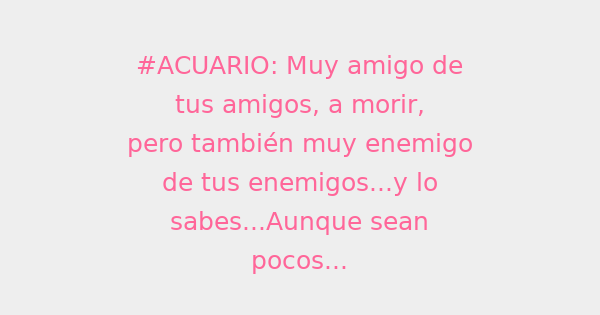 #ACUARIO: Muy amigo de
tus amigos, a morir,
pero también muy enemigo
de tus enemigos...y lo
sabes...Aunque sean
pocos...